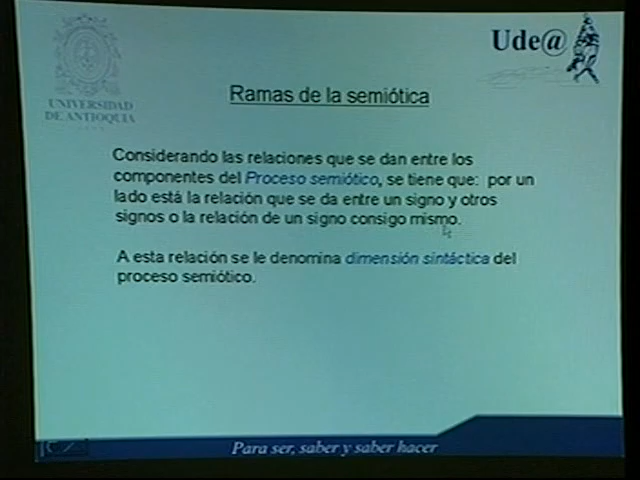 UNIVERSIDAD
DE ANTIOQUIA
Ude@
Ramas de la semiótica
Considerando las relaciones que se dan entre los
componentes del Proceso semiótico, se tiene que: por un
lado está la relación que se da entre un signo y otros
signos o la relación de un signo consigo mismo.
A esta relación se le denomina dimensión sintáctica del
proceso semiótico.
Para ser, saber y saber hacer